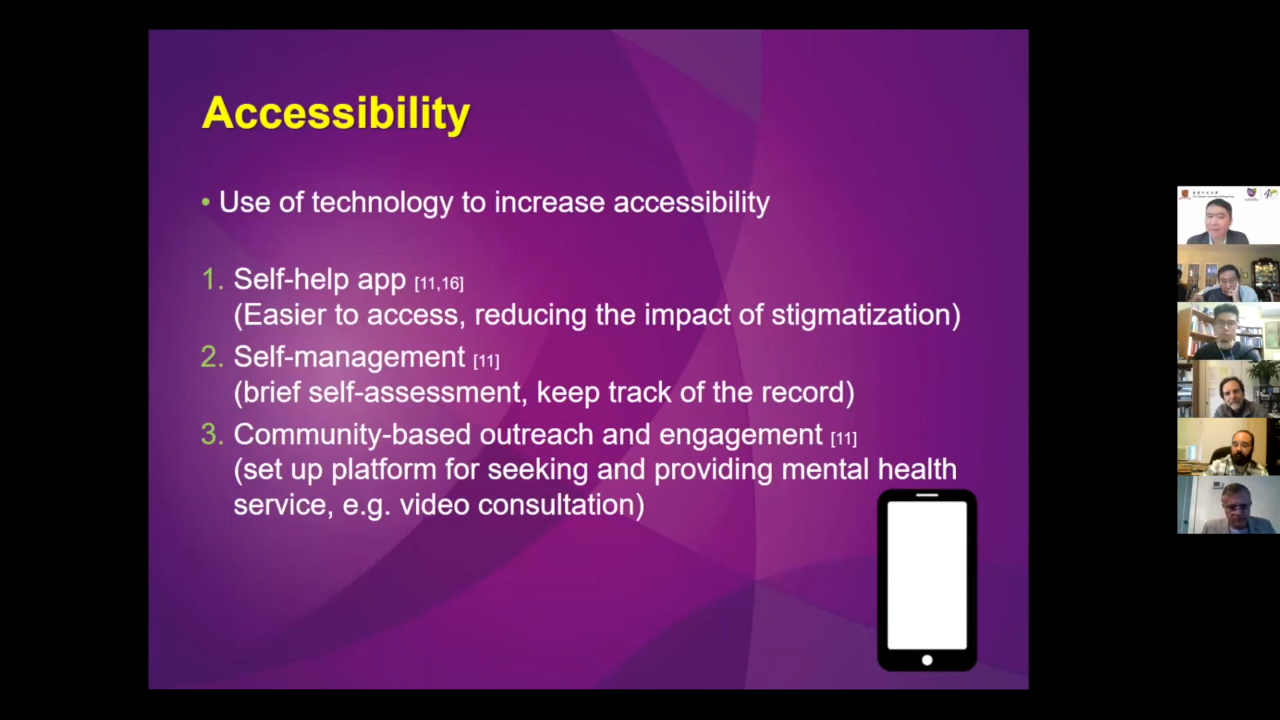 Accessibility
• Use of technology to increase accessibility
1. Self-help app [11,16]
(Easier to access, reducing the impact of stigmatization)
2. Self-management [11]
(brief self-assessment, keep track of the record)
3. Community-based outreach and engagement [11]
(set up platform for seeking and providing mental health
service, e.g. video consultation)